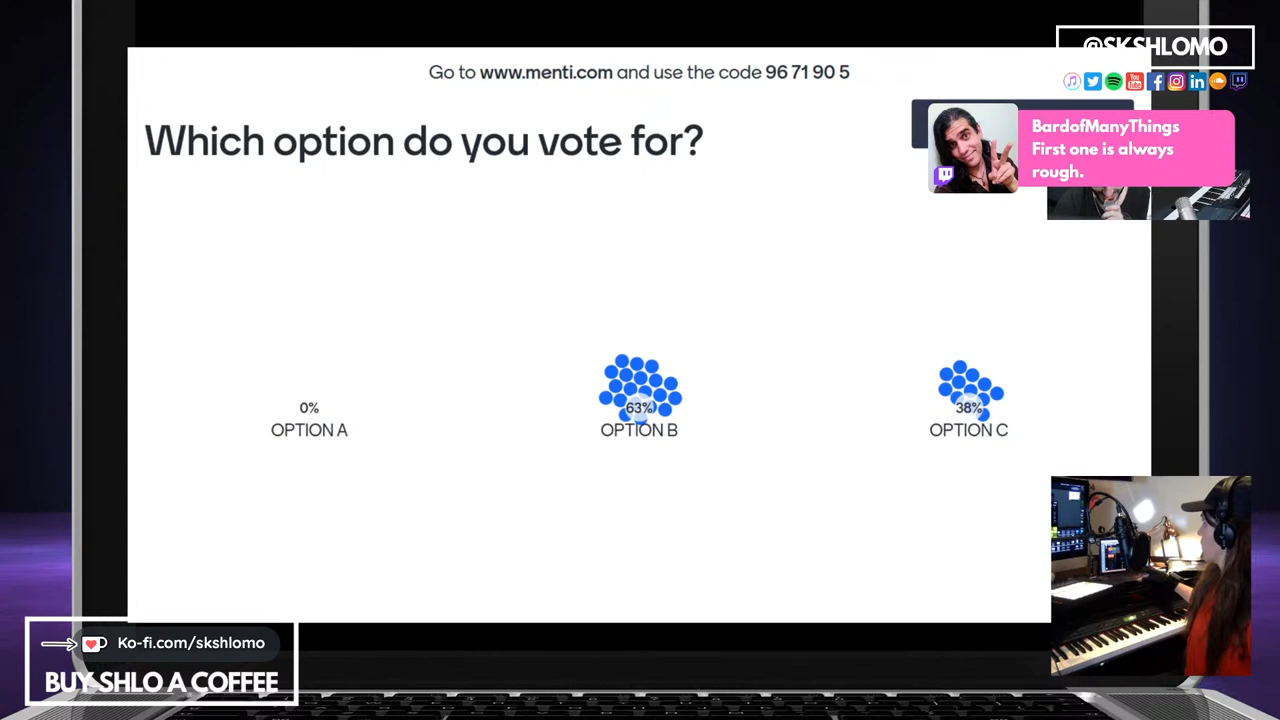 @SKSHLOMO
Go to www.menti.com and use the code 96 71 90 5
Which option do you vote for?
BardofManyThings
First one is always
rough.
0%
OPTION A
63%
OPTION B
38%
OPTION C
Ko-fi.com/skshlomo
BUY SHLO A COFFEE